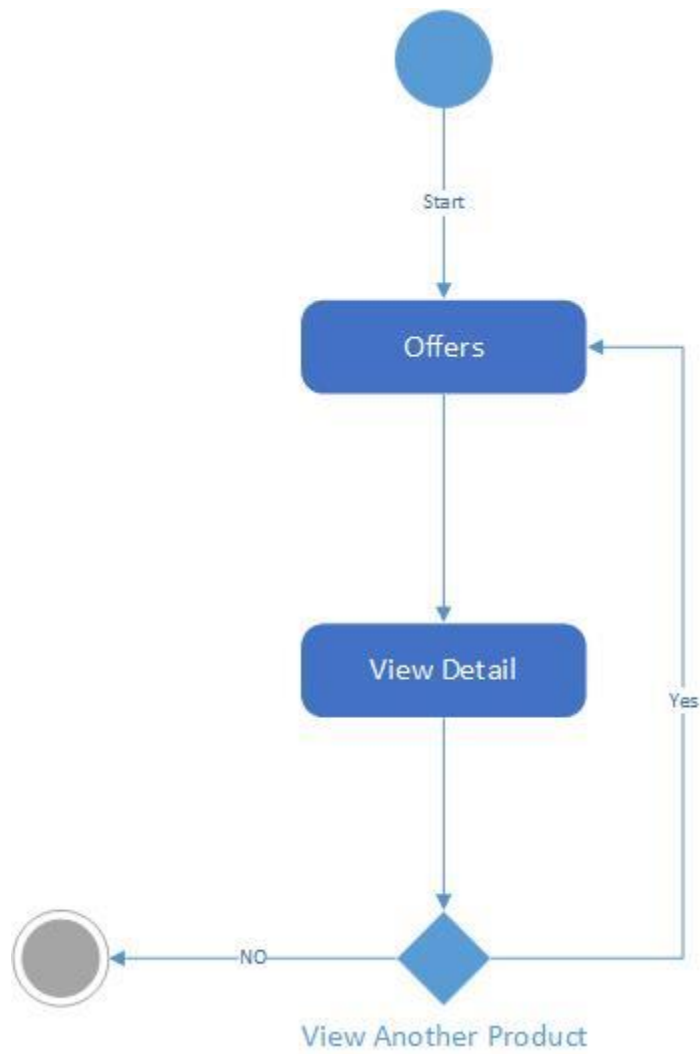 Start
Offers
View Detail
Yes
NO
View Another Product